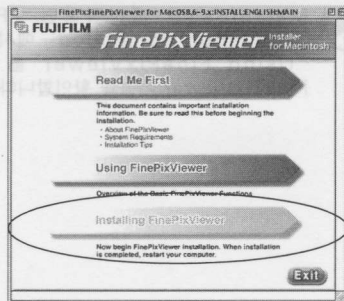 FinePix:FinePixViewer for MacOS8.6-9.x:INSTALL:ENGLISH:MAIN
FUJIFILM
FinePixViewer Installer for Macintosh
Read Me First
This document contains important installation
information. Be sure to read this before beginning the
installation.
- About FinePixViewer
- System Requirements
- Installation Tips
Using FinePixViewer
Overview of the Basic FinePixViewer Functions
Installing FinePixViewer
Now begin FinePixViewer installation. When installation
is completed, restart your computer.
Exit